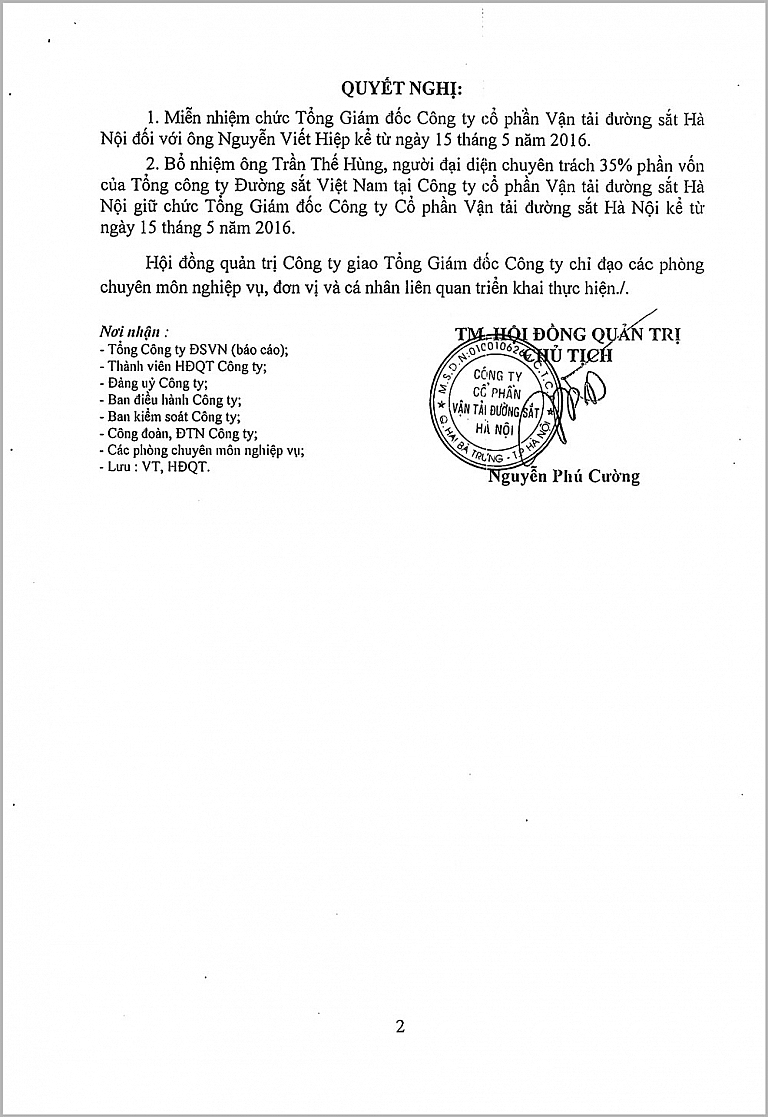 QUYẾT NGHỊ:
1. Miễn nhiệm chức Tổng Giám đốc Công ty cổ phần Vận tải đường sắt Hà
Nội đối với ông Nguyễn Viết Hiệp kể từ ngày 15 tháng 5 năm 2016.
2. Bổ nhiệm ông Trần Thế Hùng, người đại diện chuyên trách 35% phần vốn
của Tổng công ty Đường sắt Việt Nam tại Công ty cổ phần Vận tải đường sắt Hà
Nội giữ chức Tổng Giám đốc Công ty Cổ phần Vận tải đường sắt Hà Nội kể từ
ngày 15 tháng 5 năm 2016.
Hội đồng quản trị Công ty giao Tổng Giám đốc Công ty chỉ đạo các phòng
chuyên môn nghiệp vụ, đơn vị và cá nhân liên quan triển khai thực hiện./.
Nơi nhận :
- Tổng Công ty ĐSVN (báo cáo);
- Thành viên HĐQT Công ty;
- Đảng uỷ Công ty;
- Ban điều hành Công ty;
- Ban kiểm soát Công ty;
- Công đoàn, ĐTN Công ty;
- Các phòng chuyên môn nghiệp vụ;
- Lưu : VT, HĐQT.
TM. HỘI ĐỒNG QUẢN TRỊ
CHỦ TỊCH
M.S.D.N:
C.T.C.P
CÔNG TY
CỔ PHẦN
VẬN TẢI ĐƯỜNG SẮT
HÀ NỘI
Q.HAI BÀ TRƯNG - TP HÀ NỘI
Nguyễn Phú Cường
2